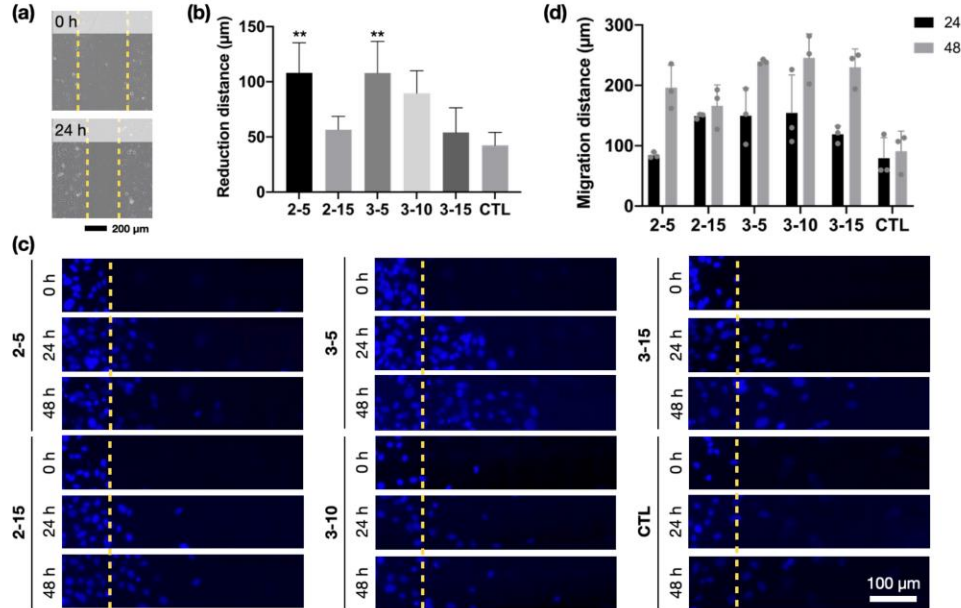 (a)
0 h
24 h
200 µm
(b)
Reduction distance (µm)
150
100
50
0
**
**
2-5 2-15 3-5 3-10 3-15 CTL
(d)
Migration distance (µm)
300
200
100
0
2-5 2-15 3-5 3-10 3-15 CTL
24
48
(c)
2-5
0 h
24 h
48 h
2-15
0 h
24 h
48 h
3-5
0 h
24 h
48 h
3-10
0 h
24 h
48 h
3-15
0 h
24 h
48 h
CTL
0 h
24 h
48 h
100 µm